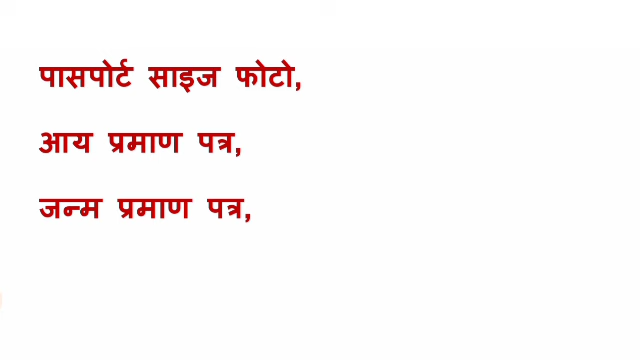 पासपोर्ट साइज फोटो,
आय प्रमाण पत्र,
जन्म प्रमाण पत्र,